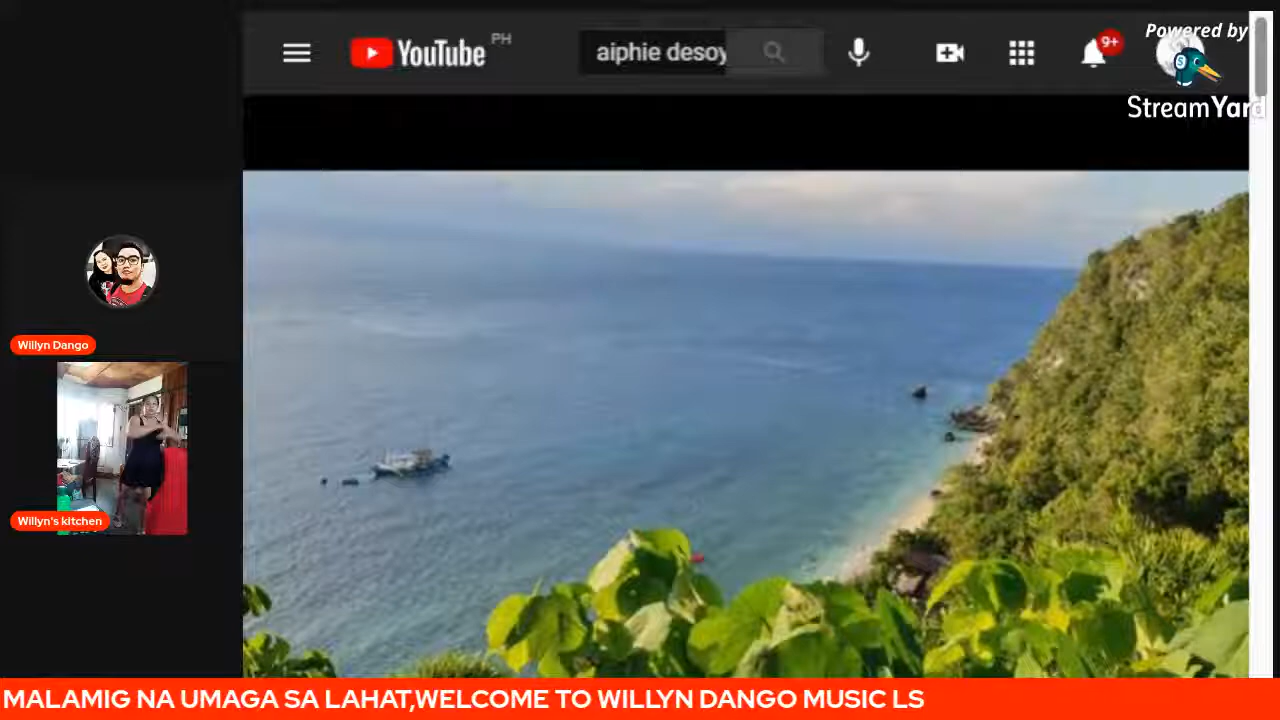 YouTube PH
aiphie desoy
9+
Powered by
StreamYard
Willyn Dango
Willyn's kitchen
MALAMIG NA UMAGA SA LAHAT,WELCOME TO WILLYN DANGO MUSIC LS